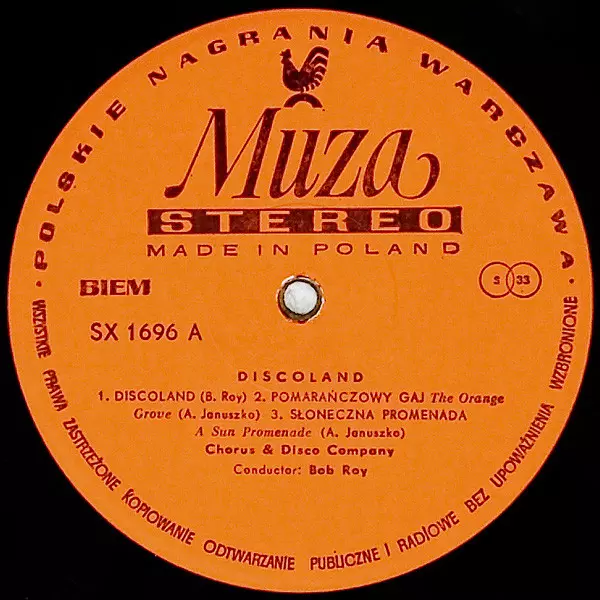 • POLSKIE NAGRANIA WARSZAWA •
Muza
STEREO
MADE IN POLAND
BIEM
S 33
SX 1696 A
DISCOLAND
1. DISCOLAND (B. Roy) 2. POMARAŃCZOWY GAJ The Orange
Grove (A. Januszko) 3. SŁONECZNA PROMENADA
A Sun Promenade (A. Januszko)
Chorus & Disco Company
Conductor: Bob Roy
WSZYSTKIE PRAWA ZASTRZEŻONE KOPIOWANIE ODTWARZANIE PUBLICZNE I RADIOWE BEZ UPOWAŻNIENIA WZBRONIONE